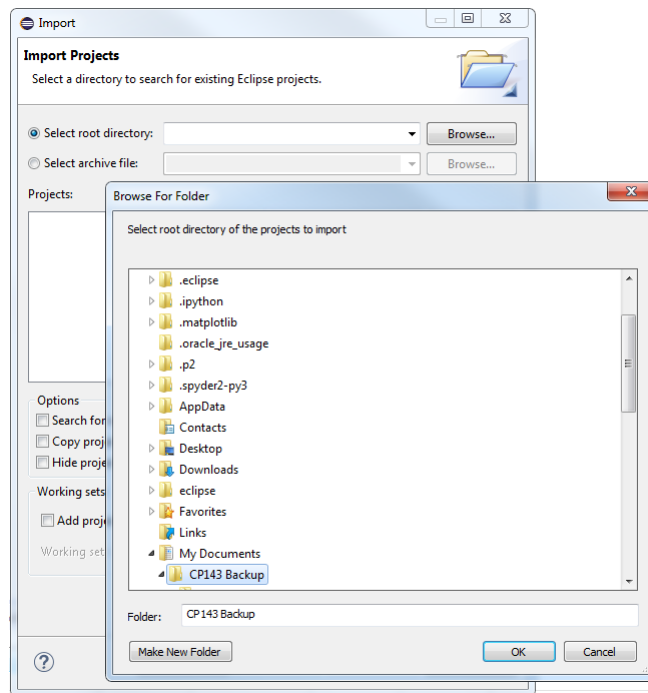 Import
Import Projects
Select a directory to search for existing Eclipse projects.
Select root directory:
Browse...
Select archive file:
Browse...
Projects:
Browse For Folder
Select root directory of the projects to import
.eclipse
.ipython
.matplotlib
.oracle_jre_usage
.p2
.spyder2-py3
AppData
Contacts
Desktop
Downloads
eclipse
Favorites
Links
My Documents
CP143 Backup
Options
Search for
Copy proj
Hide proje
Working sets
Add proje
Working set
Folder: CP143 Backup
Make New Folder
OK
Cancel
?